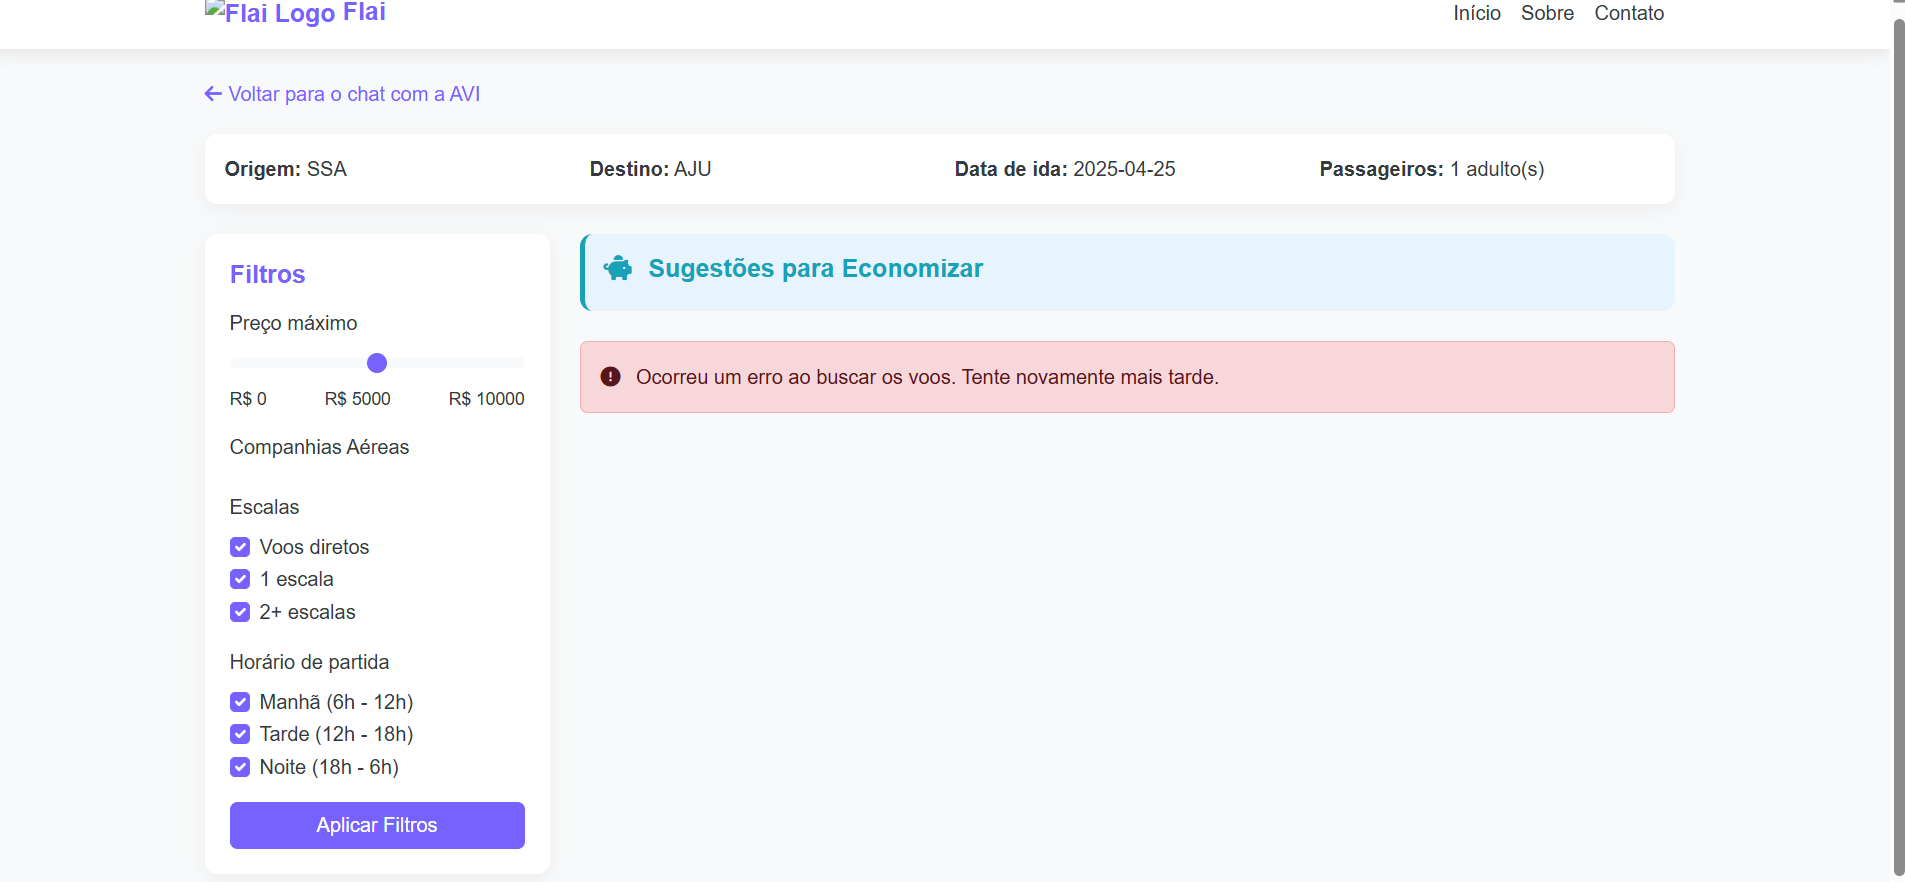 Flai Logo Flai
Início Sobre Contato
Voltar para o chat com a AVI
Origem: SSA Destino: AJU Data de ida: 2025-04-25 Passageiros: 1 adulto(s)
Filtros
Preço máximo
R$ 0 R$ 5000 R$ 10000
Companhias Aéreas
Escalas
Voos diretos
1 escala
2+ escalas
Horário de partida
Manhã (6h - 12h)
Tarde (12h - 18h)
Noite (18h - 6h)
Aplicar Filtros
Sugestões para Economizar
Ocorreu um erro ao buscar os voos. Tente novamente mais tarde.